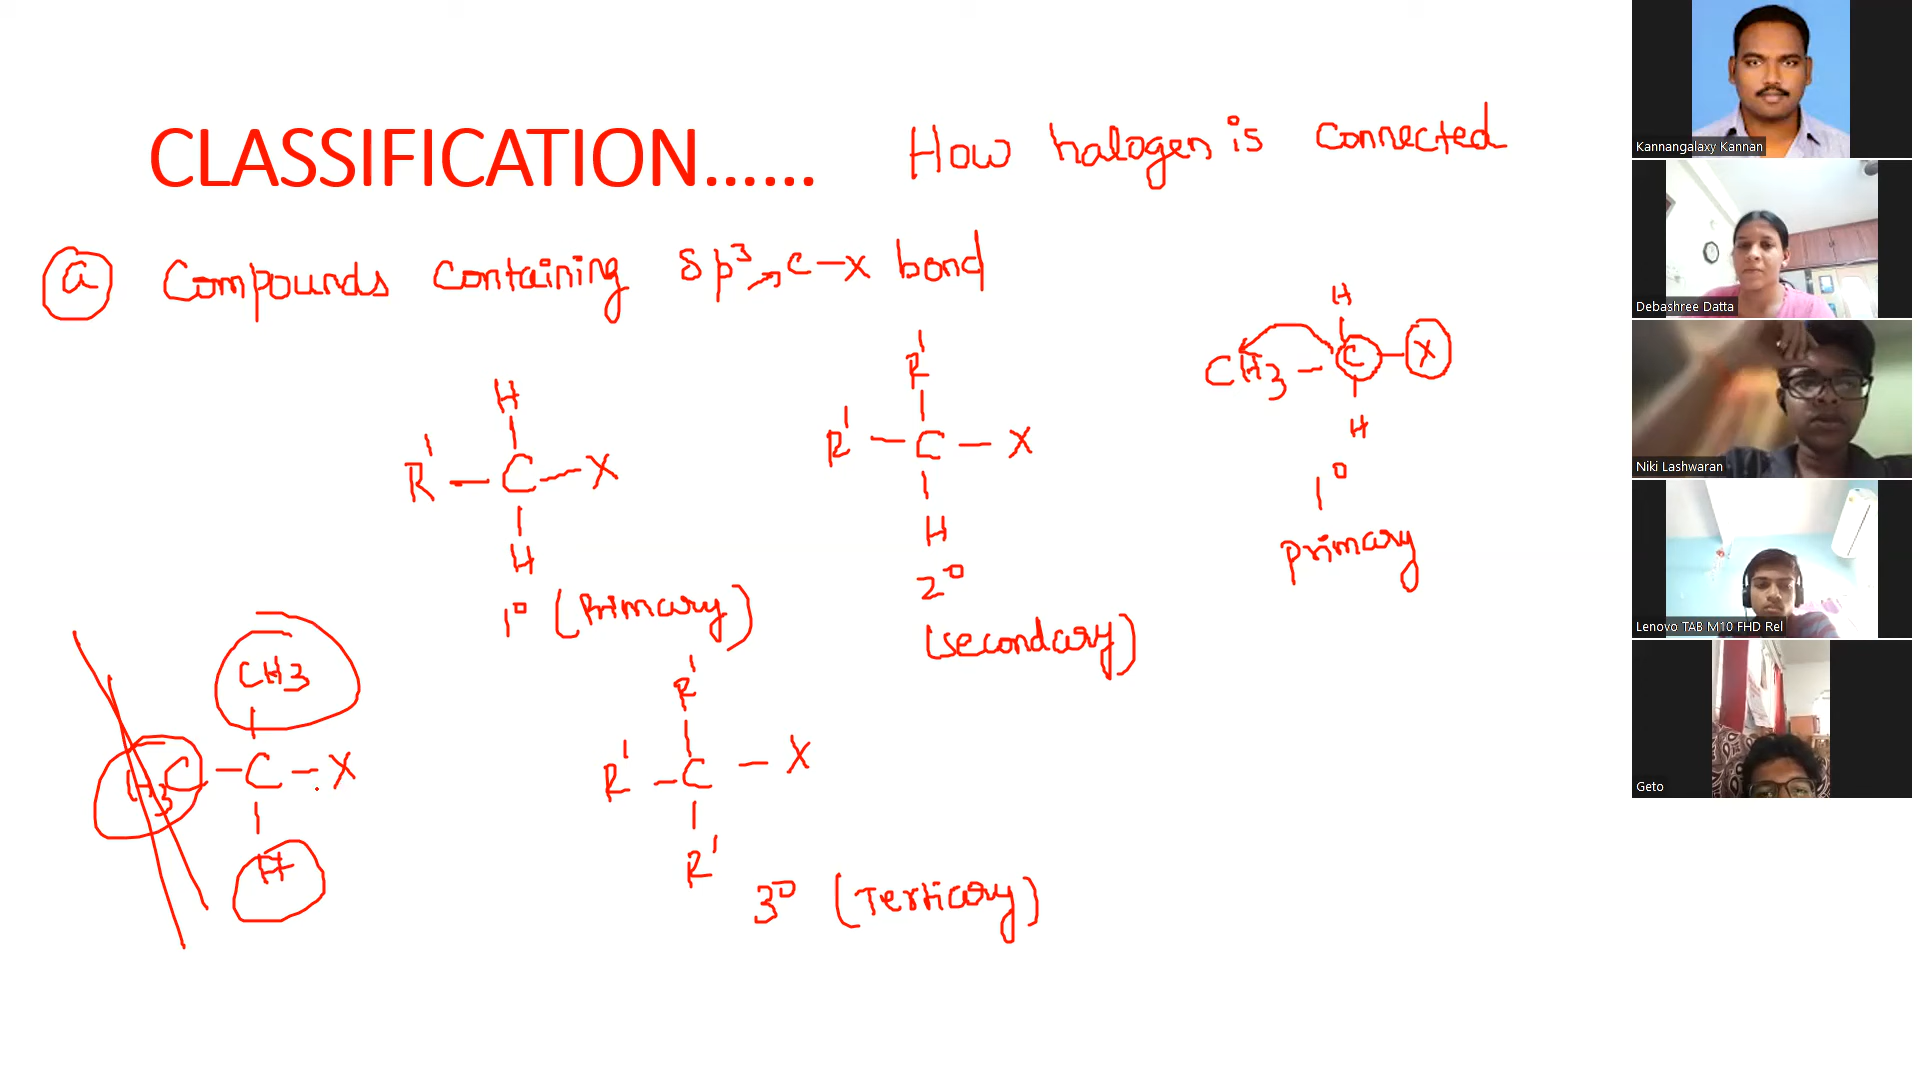 CLASSIFICATION......
How halogen is connected
a Compounds containing sp³→C–X bond
H
R'–C–X
H
1° (Primary)
R'
R'–C–X
H
2°
(secondary)
H
CH3–C–X
H
1°
primary
CH3
H3C–C–X
H
R'
R'–C–X
R'
3° (Tertiary)
Kannangalaxy Kannan
Debashree Datta
Niki Lashwaran
Lenovo TAB M10 FHD Rel
Geto